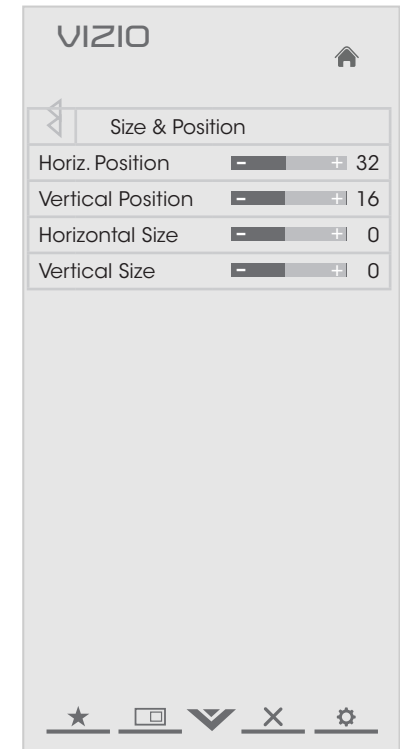 VIZIO
Size & Position
Horiz. Position - + 32
Vertical Position - + 16
Horizontal Size - + 0
Vertical Size - + 0